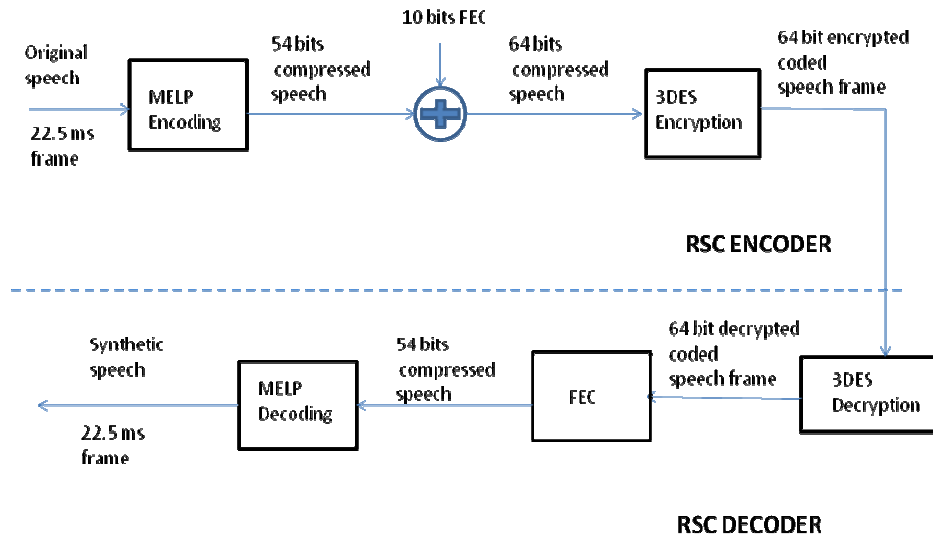 10 bits FEC
Original
speech
22.5 ms
frame
MELP
Encoding
54 bits
compressed
speech
64 bits
compressed
speech
3DES
Encryption
64 bit encrypted
coded
speech frame
RSC ENCODER
Synthetic
speech
22.5 ms
frame
MELP
Decoding
54 bits
compressed
speech
FEC
64 bit decrypted
coded
speech frame
3DES
Decryption
RSC DECODER